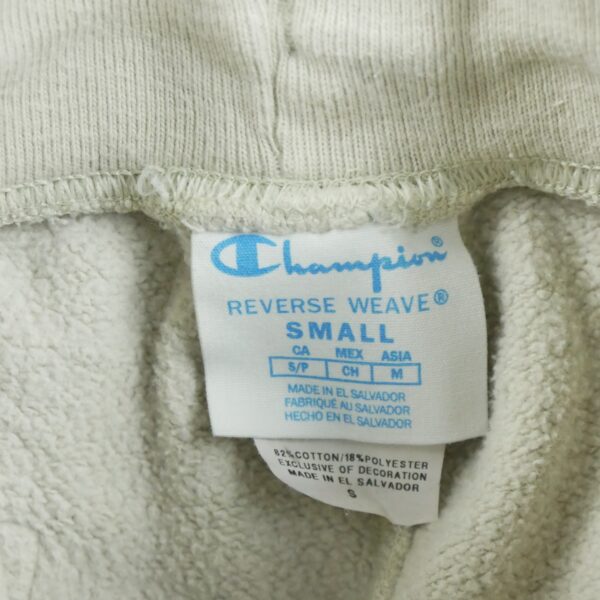 Champion®
REVERSE WEAVE®
SMALL
CA MEX ASIA
S/P CH M
MADE IN EL SALVADOR
FABRIQUÉ AU SALVADOR
HECHO EN EL SALVADOR
82%COTTON/18%POLYESTER
EXCLUSIVE OF DECORATION
MADE IN EL SALVADOR
S